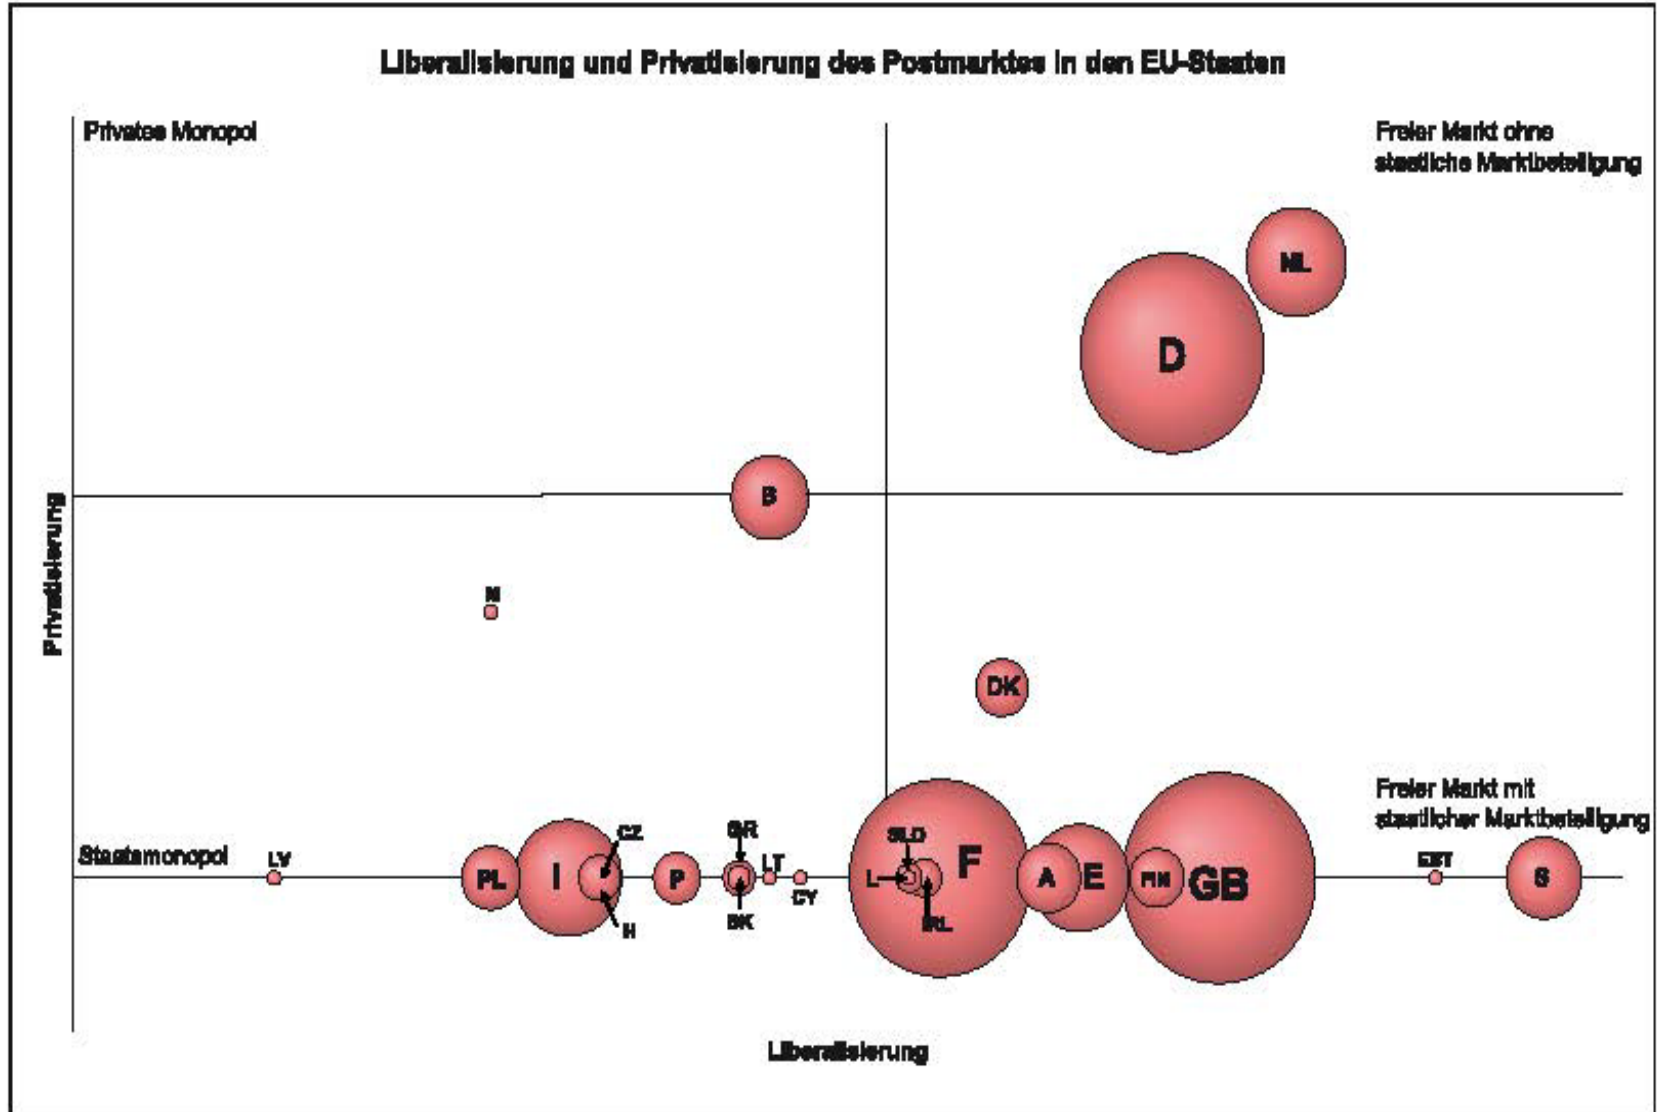 Liberalisierung und Privatisierung des Postmarktes in den EU-Staaten
Privates Monopol
Freier Markt ohne
staatliche Marktbeteiligung
NL
D
B
Privatisierung
M
DK
Freier Markt mit
staatlicher Marktbeteiligung
Staatsmonopol
LV
PL
I
CZ
H
P
GR
SK
LT
CY
SLO
L
IRL
F
A
E
FIN
GB
EST
S
Liberalisierung